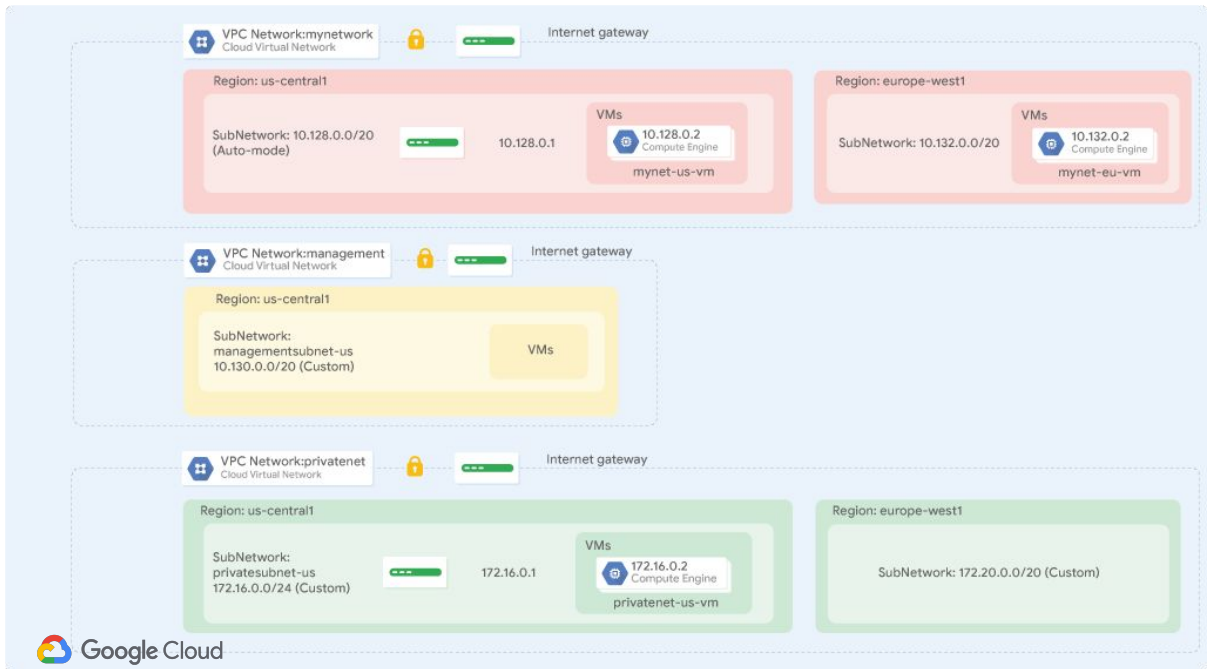 VPC Network:mynetwork
Cloud Virtual Network
Internet gateway
Region: us-central1
SubNetwork: 10.128.0.0/20
(Auto-mode)
10.128.0.1
VMs
10.128.0.2
Compute Engine
mynet-us-vm
Region: europe-west1
SubNetwork: 10.132.0.0/20
VMs
10.132.0.2
Compute Engine
mynet-eu-vm
VPC Network:management
Cloud Virtual Network
Internet gateway
Region: us-central1
SubNetwork:
managementsubnet-us
10.130.0.0/20 (Custom)
VMs
VPC Network:privatenet
Cloud Virtual Network
Internet gateway
Region: us-central1
SubNetwork:
privatesubnet-us
172.16.0.0/24 (Custom)
172.16.0.1
VMs
172.16.0.2
Compute Engine
privatenet-us-vm
Region: europe-west1
SubNetwork: 172.20.0.0/20 (Custom)
Google Cloud